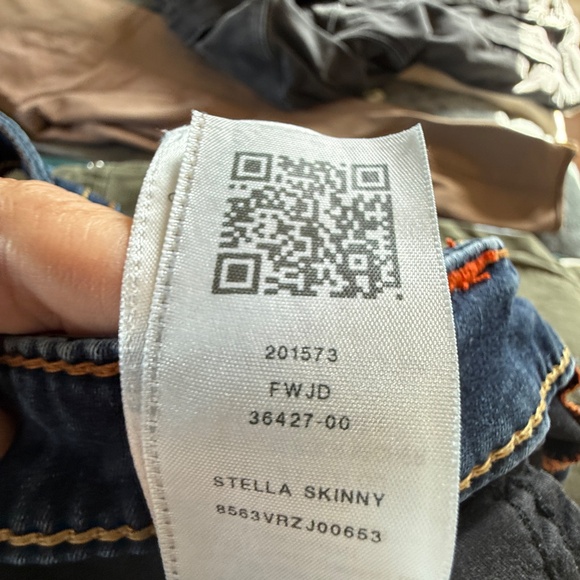 201573
FWJD
36427-00
STELLA SKINNY
8563VRZJ00653